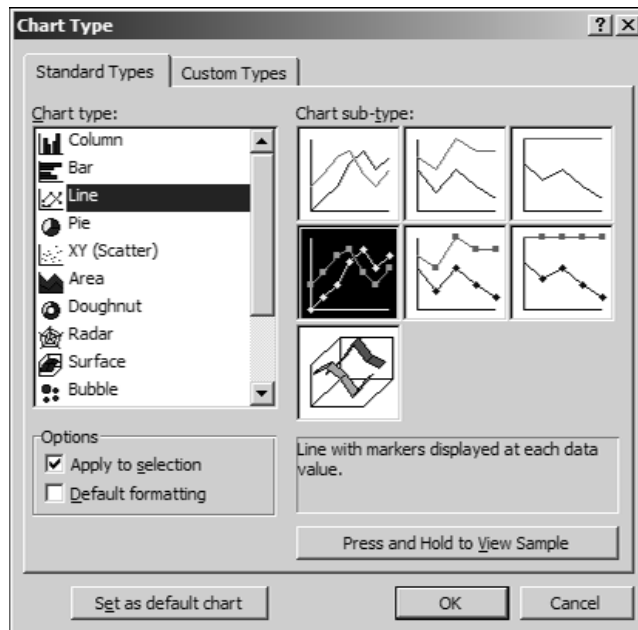 Chart Type
Standard Types
Custom Types
Chart type:
Column
Bar
Line
Pie
XY (Scatter)
Area
Doughnut
Radar
Surface
Bubble
Chart sub-type:
Options
Apply to selection
Default formatting
Line with markers displayed at each data
value.
Press and Hold to View Sample
Set as default chart
OK
Cancel